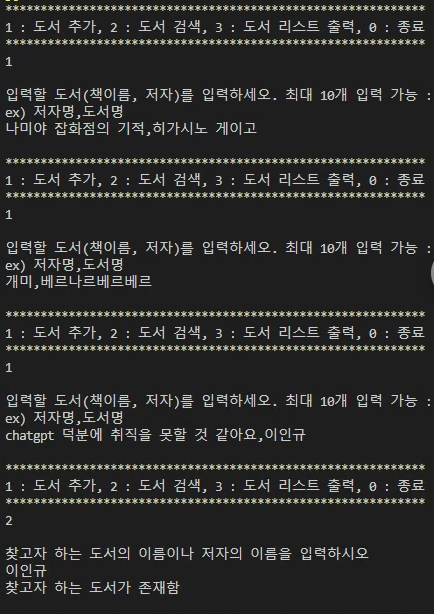 ************************************************************
1 : 도서 추가, 2 : 도서 검색, 3 : 도서 리스트 출력, 0 : 종료
************************************************************
1
입력할 도서(책이름, 저자)를 입력하세오. 최대 10개 입력 가능 :
ex) 저자명,도서명
나미야 잡화점의 기적,히가시노 게이고
************************************************************
1 : 도서 추가, 2 : 도서 검색, 3 : 도서 리스트 출력, 0 : 종료
************************************************************
1
입력할 도서(책이름, 저자)를 입력하세오. 최대 10개 입력 가능 :
ex) 저자명,도서명
개미,베르나르베르베르
************************************************************
1 : 도서 추가, 2 : 도서 검색, 3 : 도서 리스트 출력, 0 : 종료
************************************************************
1
입력할 도서(책이름, 저자)를 입력하세오. 최대 10개 입력 가능 :
ex) 저자명,도서명
chatgpt 덕분에 취직을 못할 것 같아요,이인규
************************************************************
1 : 도서 추가, 2 : 도서 검색, 3 : 도서 리스트 출력, 0 : 종료
************************************************************
2
찾고자 하는 도서의 이름이나 저자의 이름을 입력하시오
이인규
찾고자 하는 도서가 존재함